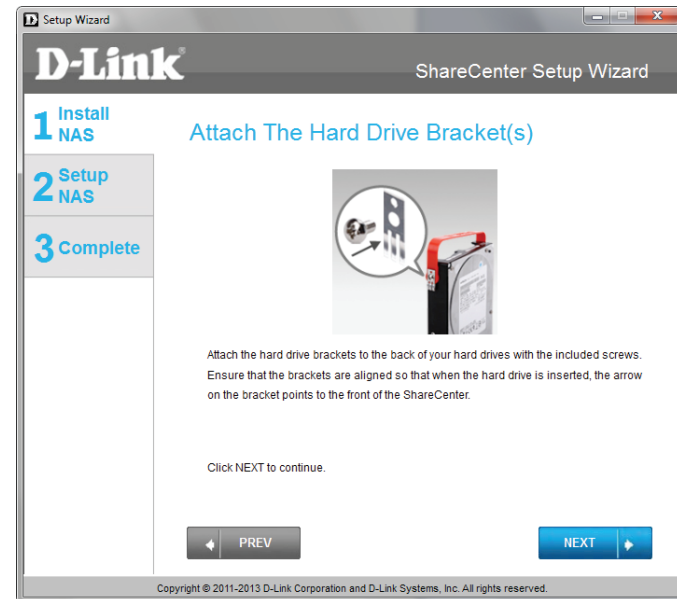 Setup Wizard
D-Link®
ShareCenter Setup Wizard
1 Install
NAS
2 Setup
NAS
3 Complete
Attach The Hard Drive Bracket(s)
Attach the hard drive brackets to the back of your hard drives with the included screws.
Ensure that the brackets are aligned so that when the hard drive is inserted, the arrow
on the bracket points to the front of the ShareCenter.
Click NEXT to continue.
PREV
NEXT
Copyright © 2011-2013 D-Link Corporation and D-Link Systems, Inc. All rights reserved.